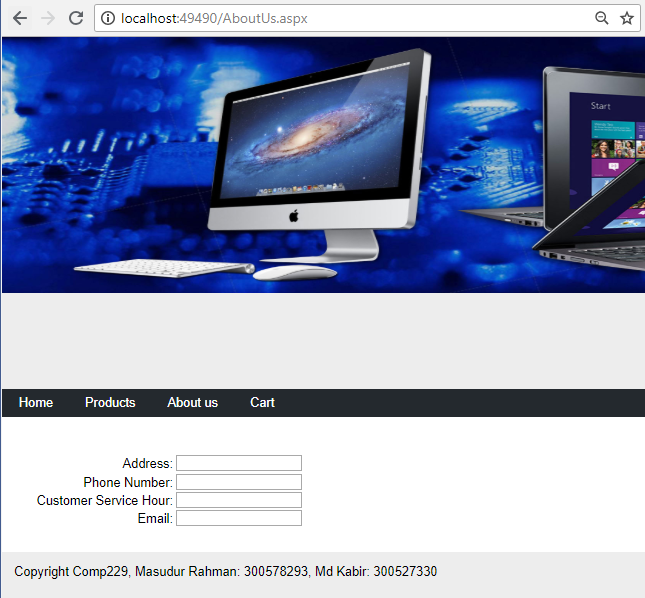 localhost:49490/AboutUs.aspx
Start
Home Products About us Cart
Address:
Phone Number:
Customer Service Hour:
Email:
Copyright Comp229, Masudur Rahman: 300578293, Md Kabir: 300527330